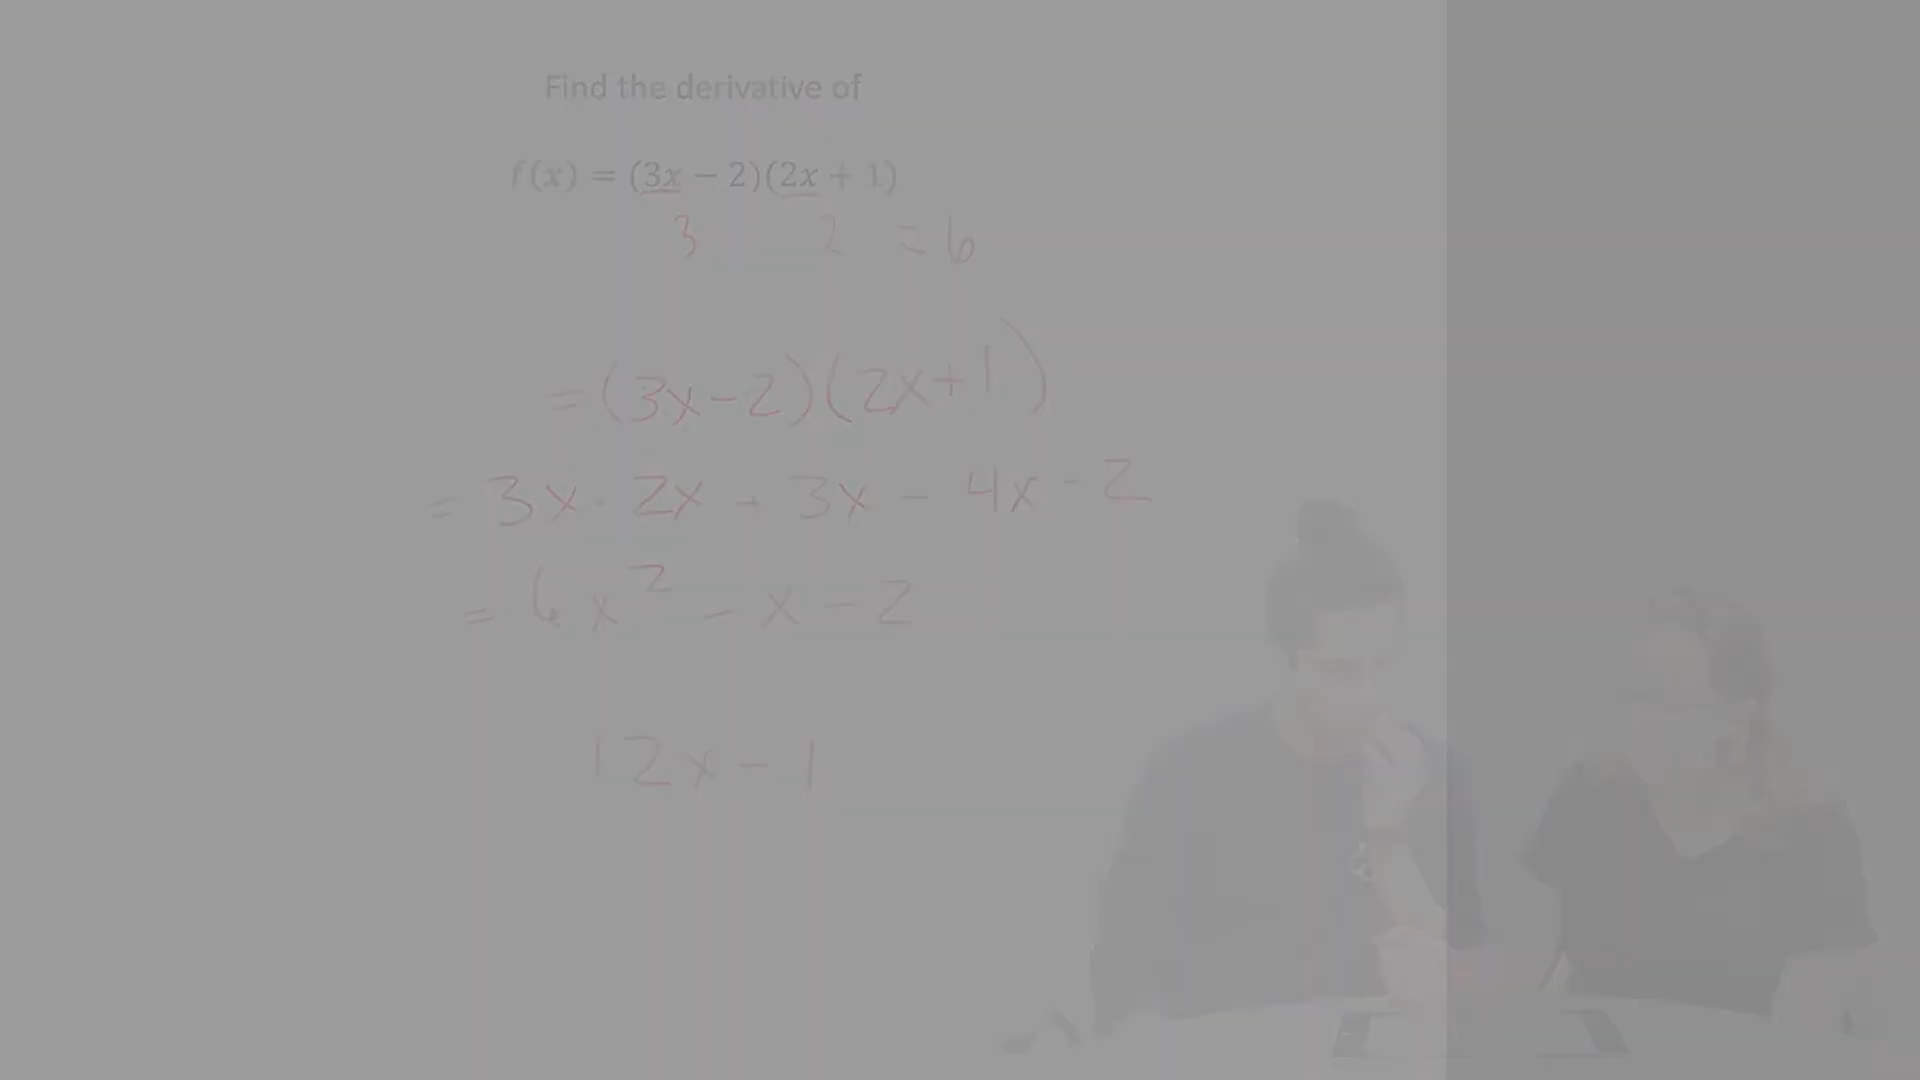 Find the derivative of
f(x) = (3x − 2)(2x + 1)
3 2 = 6
= (3x-2)(2x+1)
= 3x · 2x + 3x - 4x - 2
= 6x² - x - 2
12x - 1